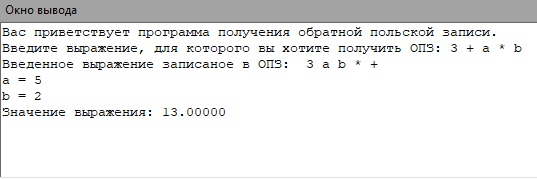 Окно вывода
Вас приветствует программа получения обратной польской записи.
Введите выражение, для которого вы хотите получить ОПЗ: 3 + a * b
Введенное выражение записаное в ОПЗ:  3 a b * +
a = 5
b = 2
Значение выражения: 13.00000